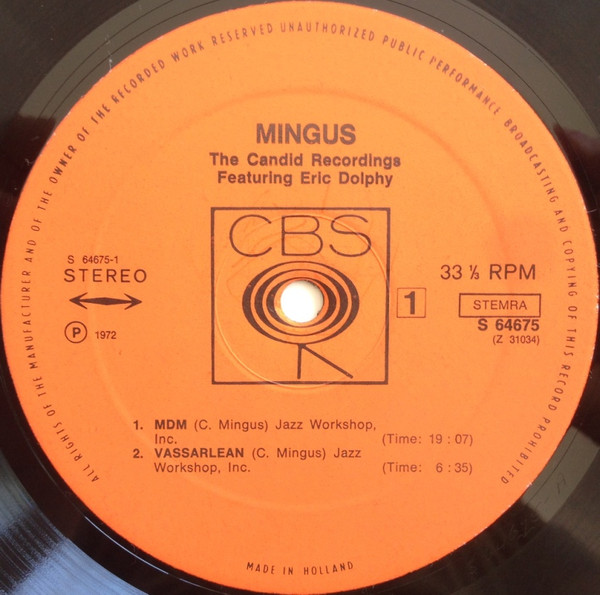 ALL RIGHTS OF THE MANUFACTURER AND OF THE OWNER OF THE RECORDED WORK RESERVED UNAUTHORIZED PUBLIC PERFORMANCE BROADCASTING AND COPYING OF THIS RECORD PROHIBITED
MINGUS
The Candid Recordings
Featuring Eric Dolphy
CBS
S 64675-1
STEREO
℗ 1972
33 ⅓ RPM
1
STEMRA
S 64675
(Z 31034)
1. MDM (C. Mingus) Jazz Workshop,
Inc. (Time: 19 : 07)
2. VASSARLEAN (C. Mingus) Jazz
Workshop, Inc. (Time: 6 : 35)
MADE IN HOLLAND